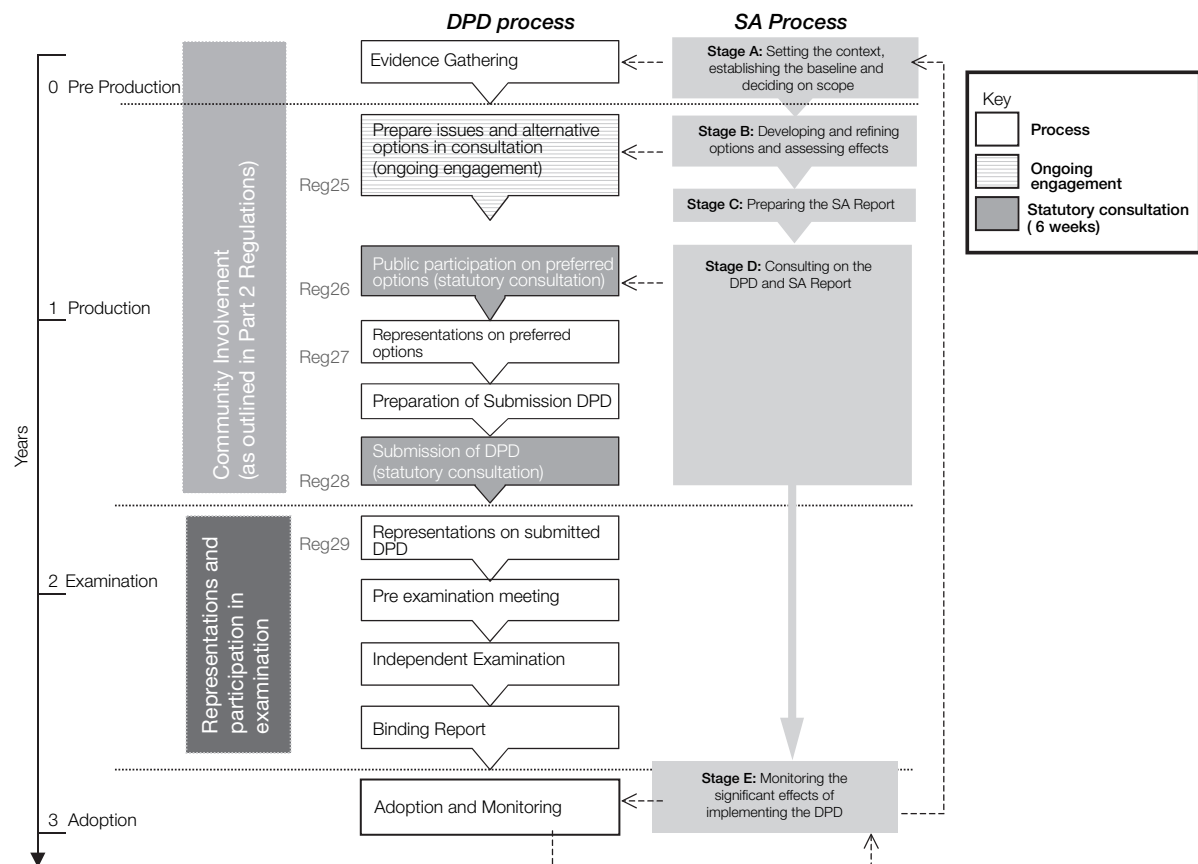 DPD process
SA Process
Years
0 Pre Production
1 Production
2 Examination
3 Adoption
Community Involvement
(as outlined in Part 2 Regulations)
Representations and
participation in
examination
Reg25
Reg26
Reg27
Reg28
Reg29
Evidence Gathering
Prepare issues and alternative
options in consultation
(ongoing engagement)
Public participation on preferred
options (statutory consultation)
Representations on preferred
options
Preparation of Submission DPD
Submission of DPD
(statutory consultation)
Representations on submitted
DPD
Pre examination meeting
Independent Examination
Binding Report
Adoption and Monitoring
Stage A: Setting the context,
establishing the baseline and
deciding on scope
Stage B: Developing and refining
options and assessing effects
Stage C: Preparing the SA Report
Stage D: Consulting on the
DPD and SA Report
Stage E: Monitoring the
significant effects of
implementing the DPD
Key
Process
Ongoing
engagement
Statutory consultation
( 6 weeks)